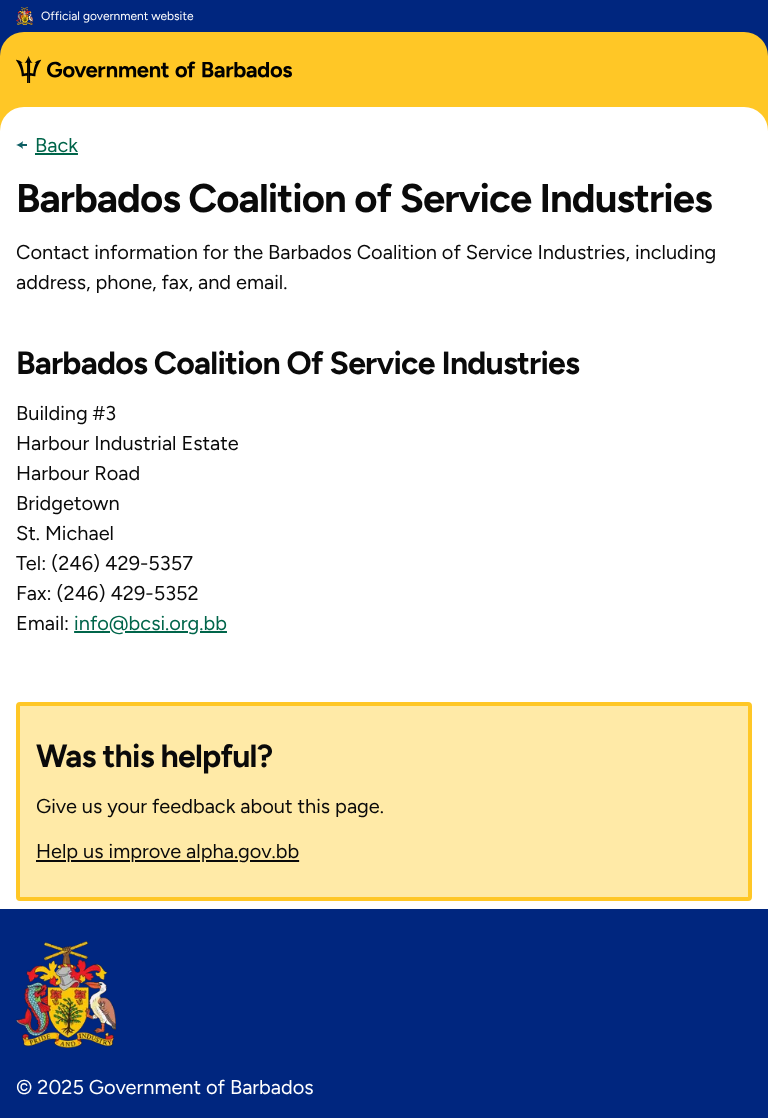 Official government website
Government of Barbados
Back
Barbados Coalition of Service Industries
Contact information for the Barbados Coalition of Service Industries, including
address, phone, fax, and email.
Barbados Coalition Of Service Industries
Building #3
Harbour Industrial Estate
Harbour Road
Bridgetown
St. Michael
Tel: (246) 429-5357
Fax: (246) 429-5352
Email: info@bcsi.org.bb
Was this helpful?
Give us your feedback about this page.
Help us improve alpha.gov.bb
PRIDE AND INDUSTRY
© 2025 Government of Barbados